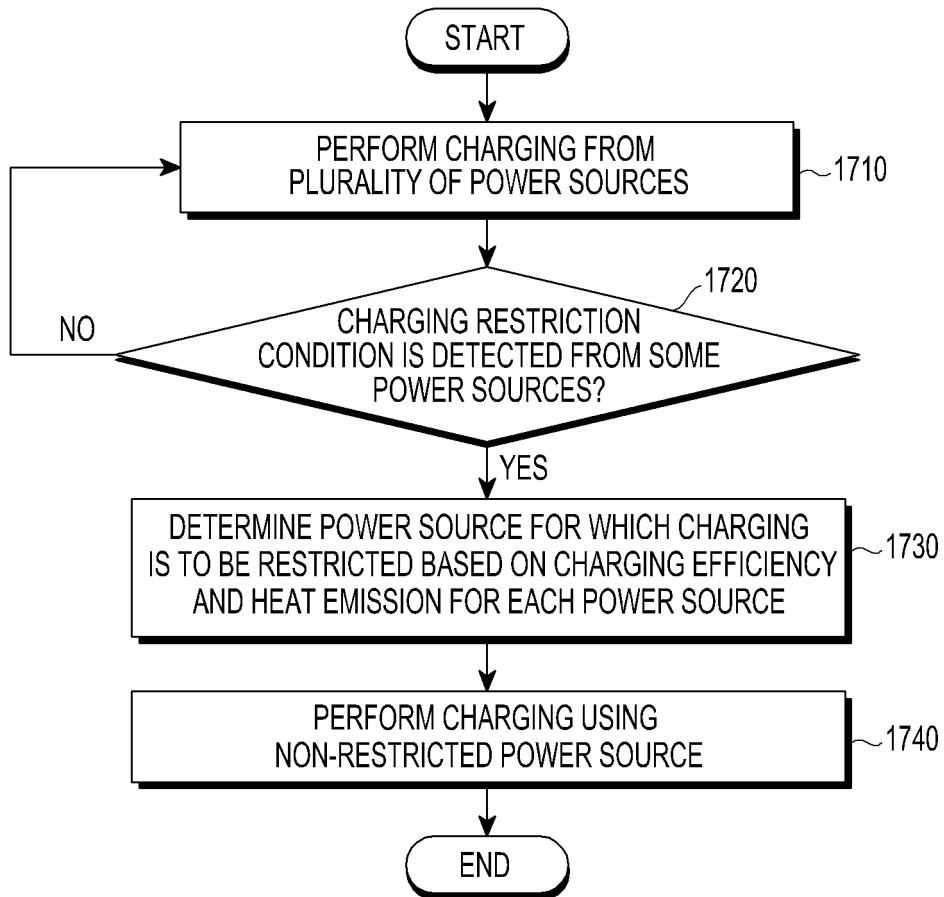 START
PERFORM CHARGING FROM
PLURALITY OF POWER SOURCES
1710
1720
CHARGING RESTRICTION
CONDITION IS DETECTED FROM SOME
POWER SOURCES?
NO
YES
DETERMINE POWER SOURCE FOR WHICH CHARGING
IS TO BE RESTRICTED BASED ON CHARGING EFFICIENCY
AND HEAT EMISSION FOR EACH POWER SOURCE
1730
PERFORM CHARGING USING
NON-RESTRICTED POWER SOURCE
1740
END